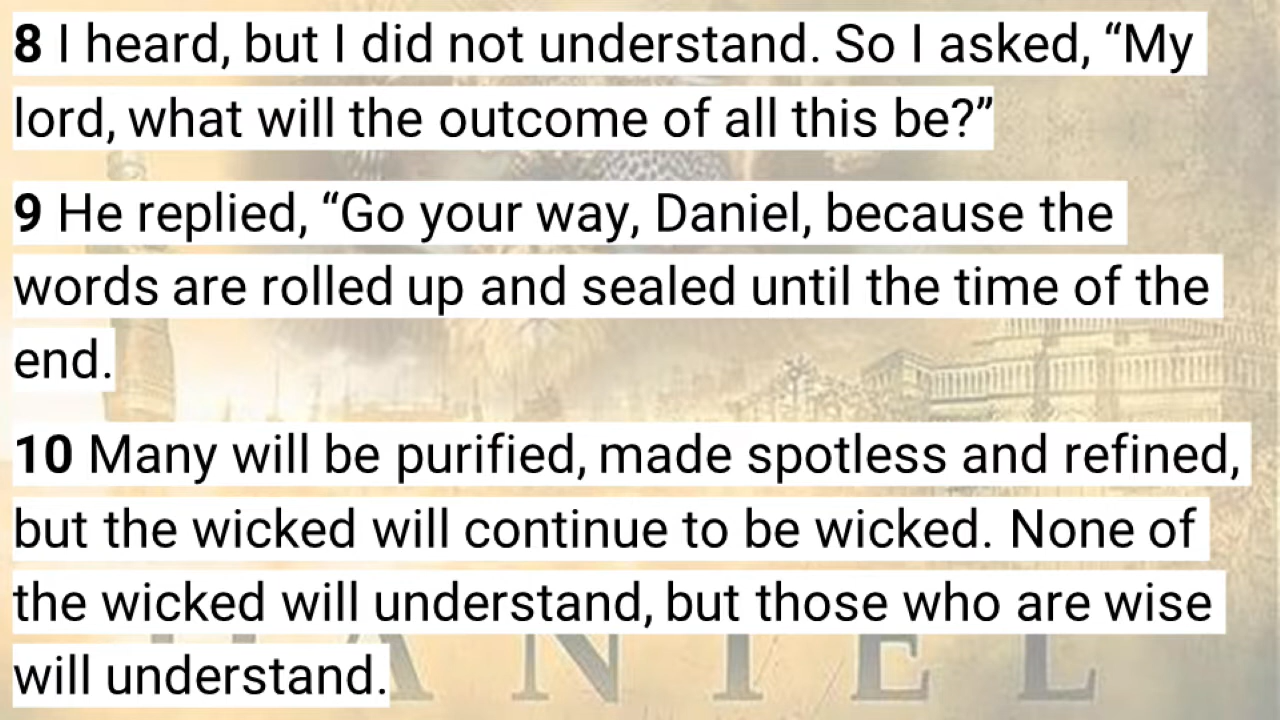 8 I heard, but I did not understand. So I asked, “My
lord, what will the outcome of all this be?”
9 He replied, “Go your way, Daniel, because the
words are rolled up and sealed until the time of the
end.
10 Many will be purified, made spotless and refined,
but the wicked will continue to be wicked. None of
the wicked will understand, but those who are wise
will understand.
DANIEL